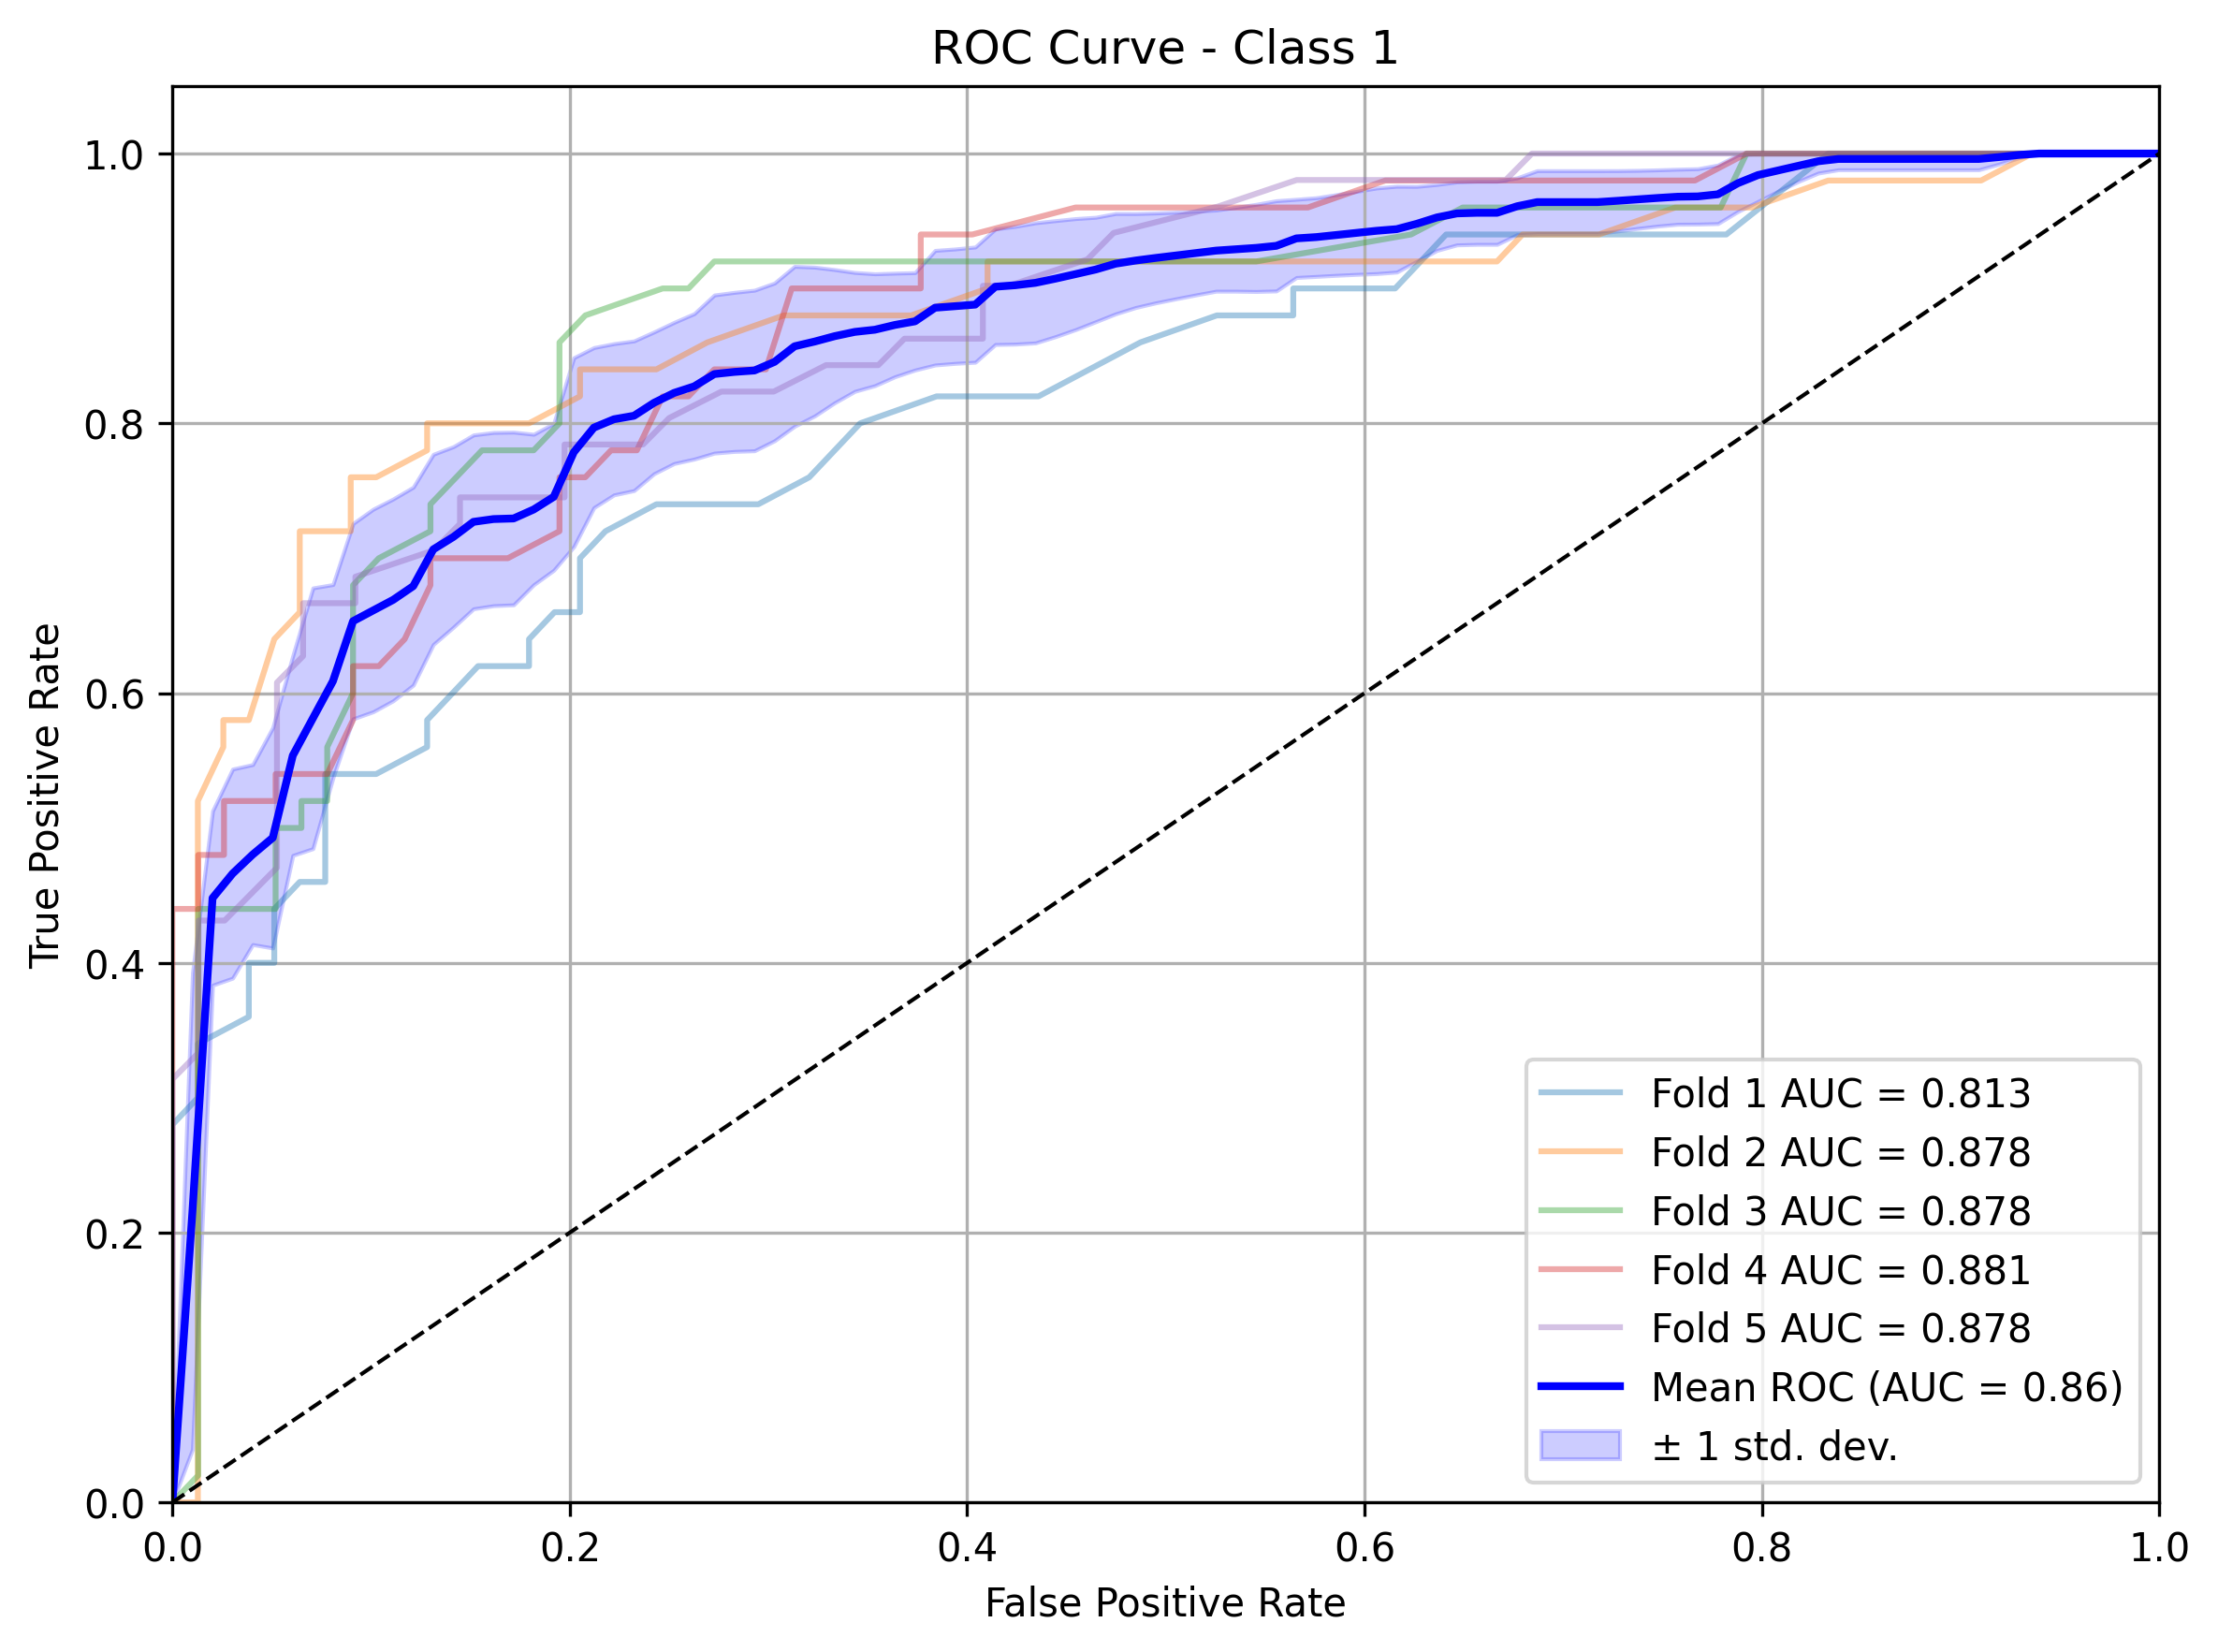 ROC Curve - Class 1
1.0
0.8
0.6
0.4
0.2
0.0
True Positive Rate
0.0 0.2 0.4 0.6 0.8 1.0
False Positive Rate
Fold 1 AUC = 0.813
Fold 2 AUC = 0.878
Fold 3 AUC = 0.878
Fold 4 AUC = 0.881
Fold 5 AUC = 0.878
Mean ROC (AUC = 0.86)
± 1 std. dev.